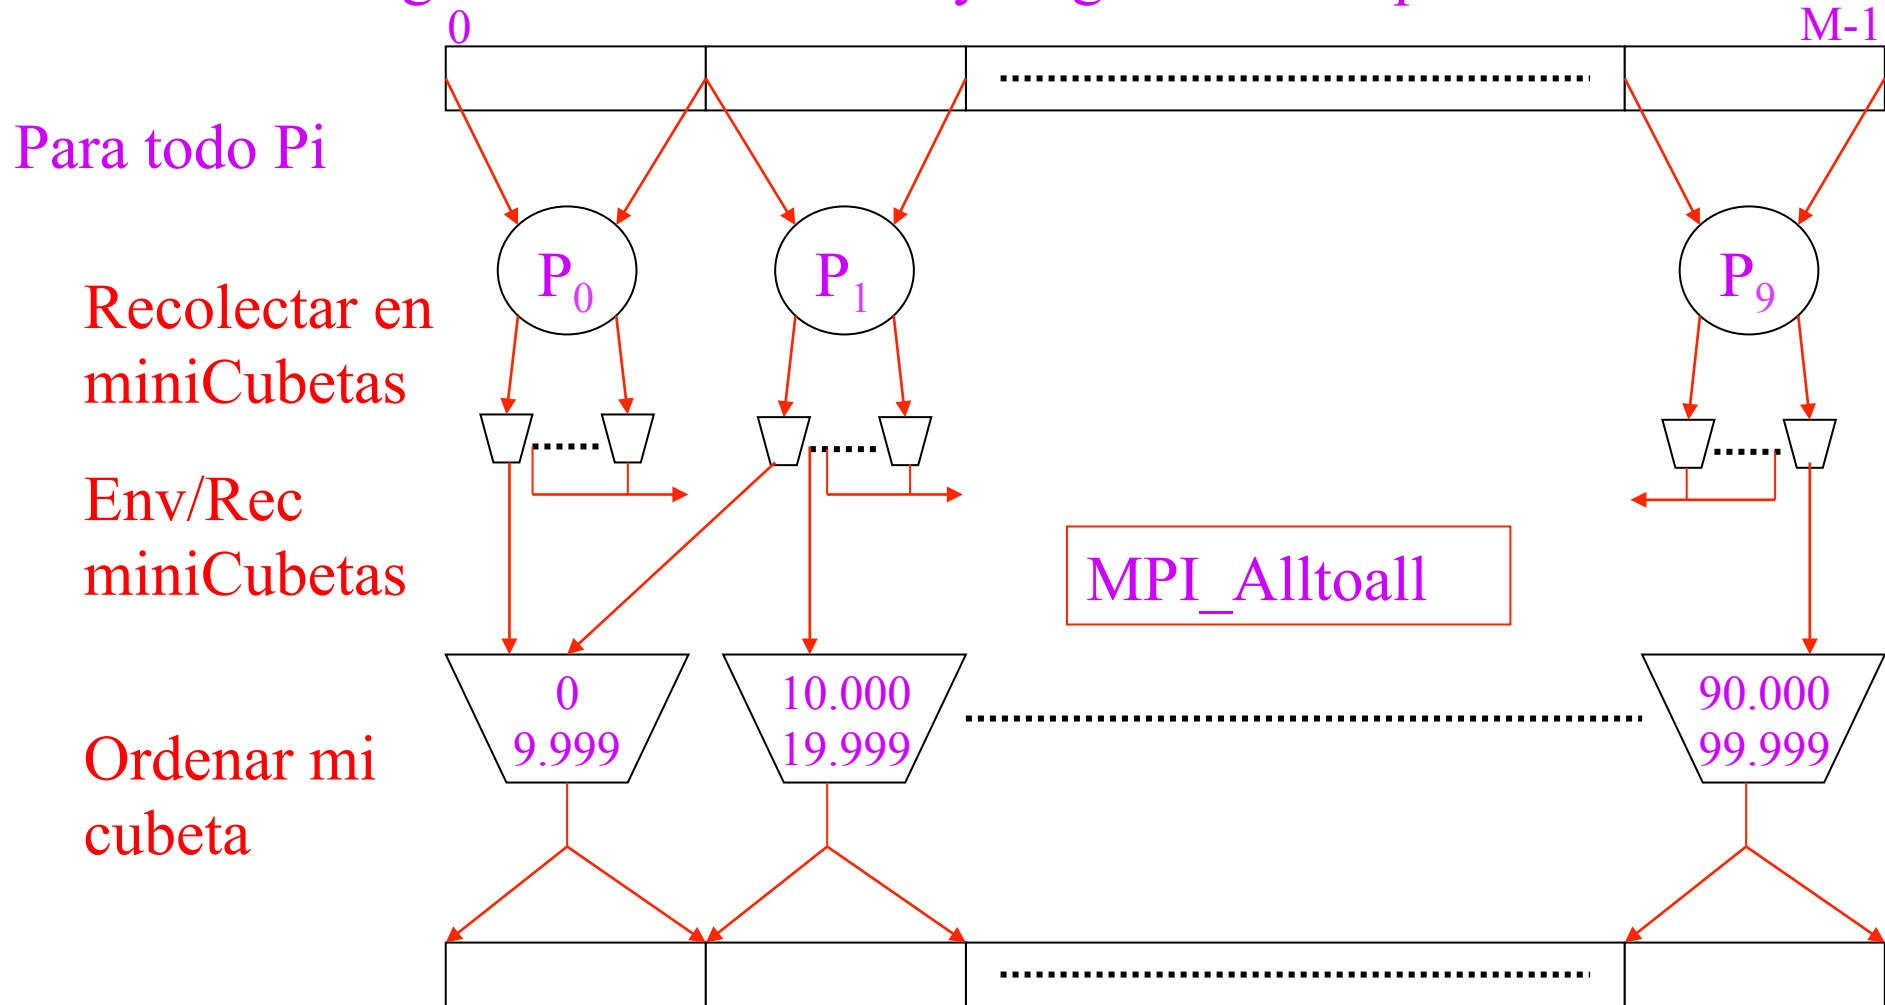 0
M-1
Para todo Pi
P0
P1
P9
Recolectar en
miniCubetas
Env/Rec
miniCubetas
MPI_Alltoall
0
9.999
10.000
19.999
90.000
99.999
Ordenar mi
cubeta